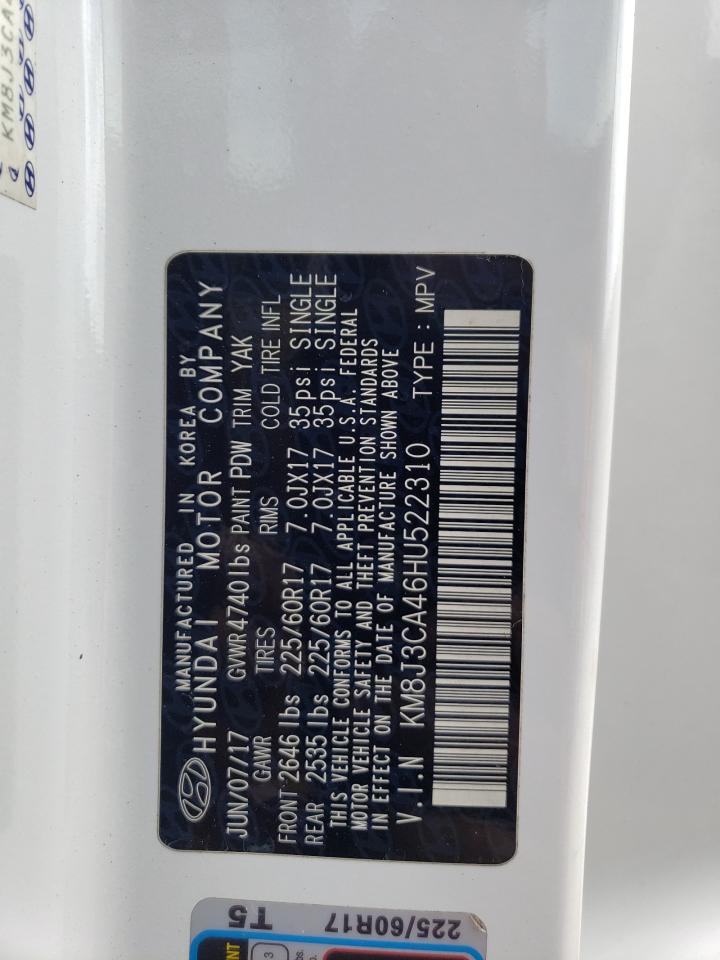 KM8J3CA
MANUFACTURED IN KOREA BY
HYUNDAI MOTOR COMPANY
JUN/07/17 GVWR 4740 lbs PAINT PDW TRIM YAK
GAWR TIRES RIMS COLD TIRE INFL
FRONT 2646 lbs 225/60R17 7.0JX17 35psi SINGLE
REAR 2535 lbs 225/60R17 7.0JX17 35psi SINGLE
THIS VEHICLE CONFORMS TO ALL APPLICABLE U.S.A. FEDERAL
MOTOR VEHICLE SAFETY AND THEFT PREVENTION STANDARDS
IN EFFECT ON THE DATE OF MANUFACTURE SHOWN ABOVE
V.I.N KM8J3CA46HU522310 TYPE : MPV
T5
225/60R17
3